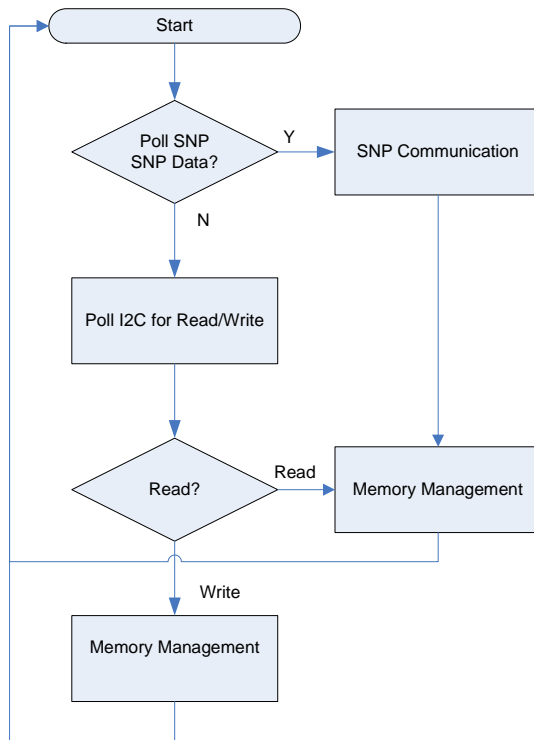 Start
Poll SNP
SNP Data?
Y
SNP Communication
N
Poll I2C for Read/Write
Read?
Read
Memory Management
Write
Memory Management